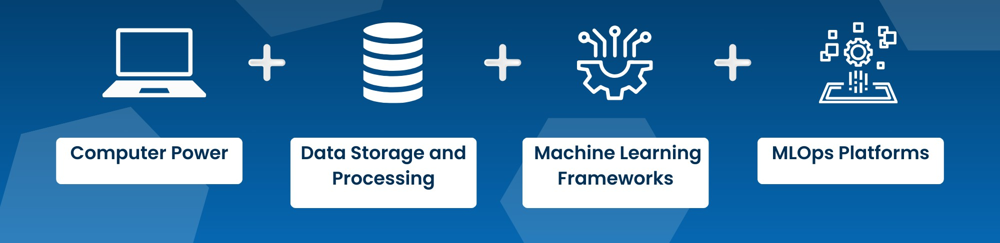 Computer Power
Data Storage and
Processing
Machine Learning
Frameworks
MLOps Platforms